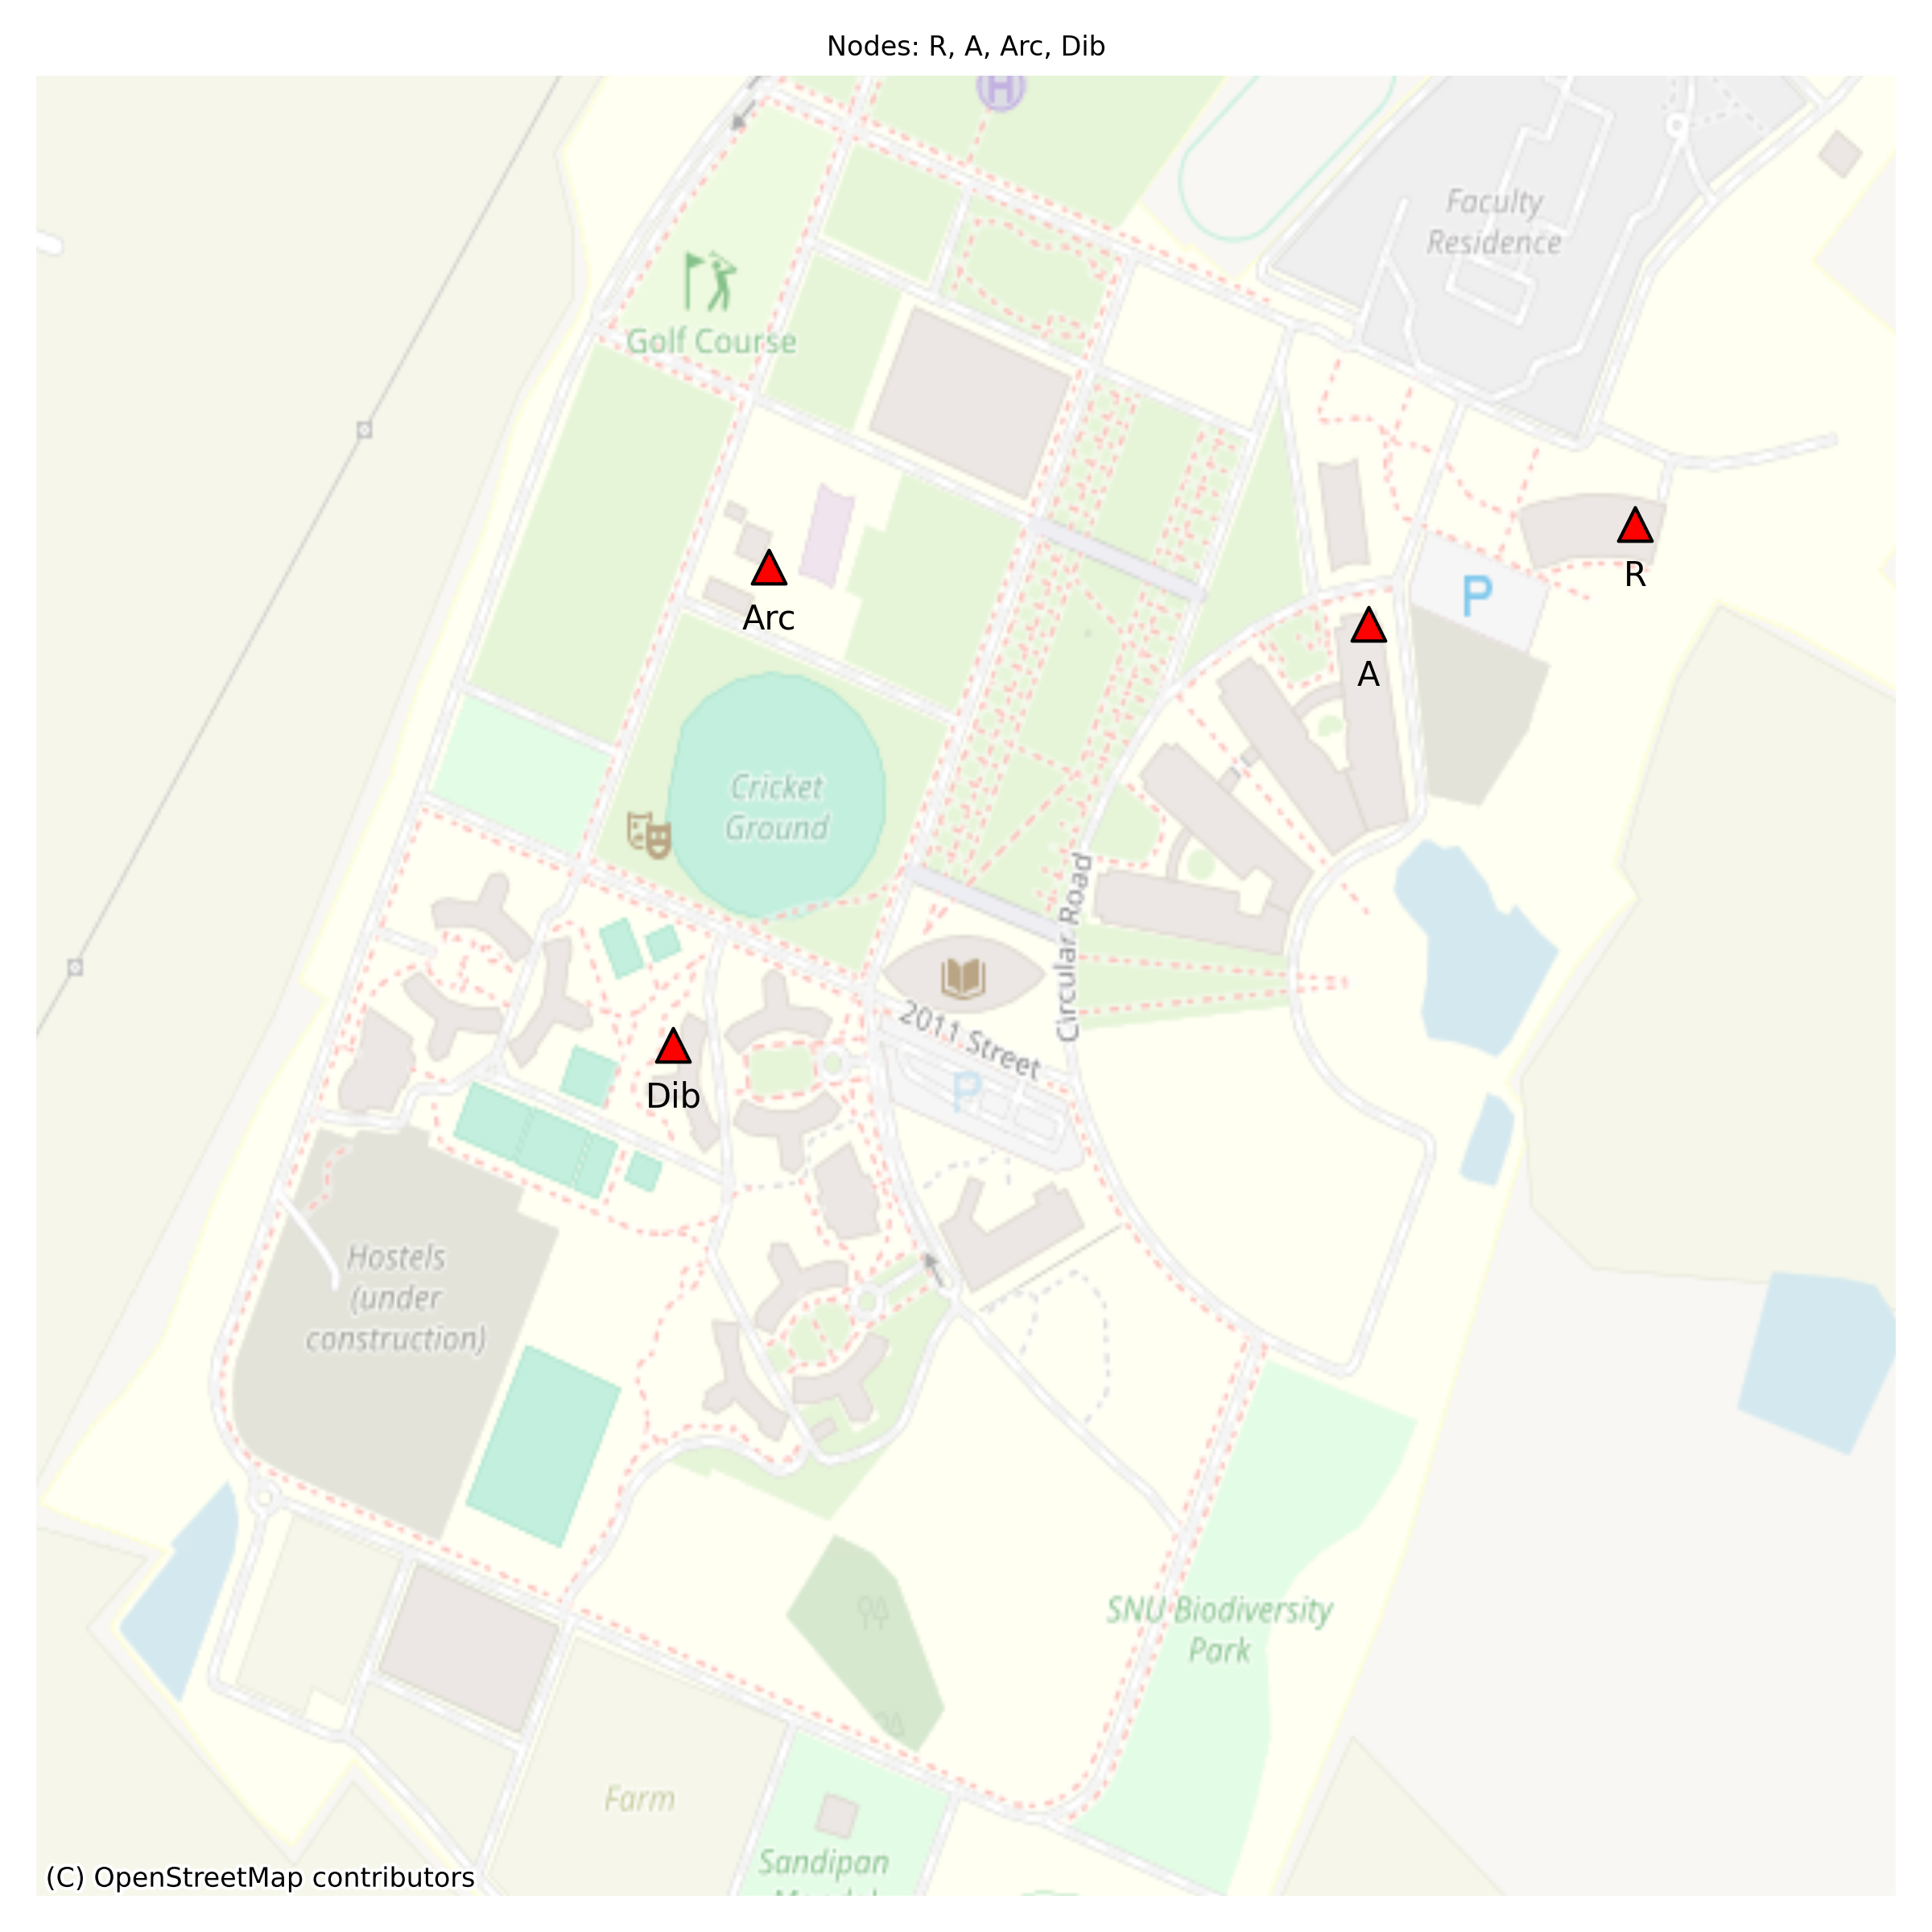 Nodes: R, A, Arc, Dib
H
Faculty
Residence
Golf Course
Arc
P
R
A
Cricket
Ground
Circular Road
2011 Street
P
Dib
Hostels
(under
construction)
SNU Biodiversity
Park
Farm
Sandipan
(C) OpenStreetMap contributors